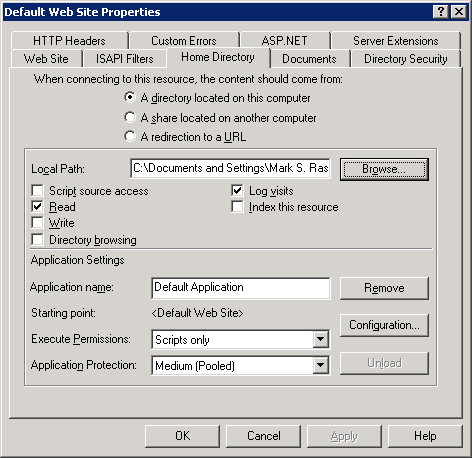 Default Web Site Properties
HTTP Headers Custom Errors ASP.NET Server Extensions
Web Site ISAPI Filters Home Directory Documents Directory Security
When connecting to this resource, the content should come from:
A directory located on this computer
A share located on another computer
A redirection to a URL
Local Path: C:\Documents and Settings\Mark S. Ras Browse...
Script source access Log visits
Read Index this resource
Write
Directory browsing
Application Settings
Application name: Default Application Remove
Starting point: <Default Web Site>
Configuration...
Execute Permissions: Scripts only
Application Protection: Medium (Pooled) Unload
OK Cancel Apply Help